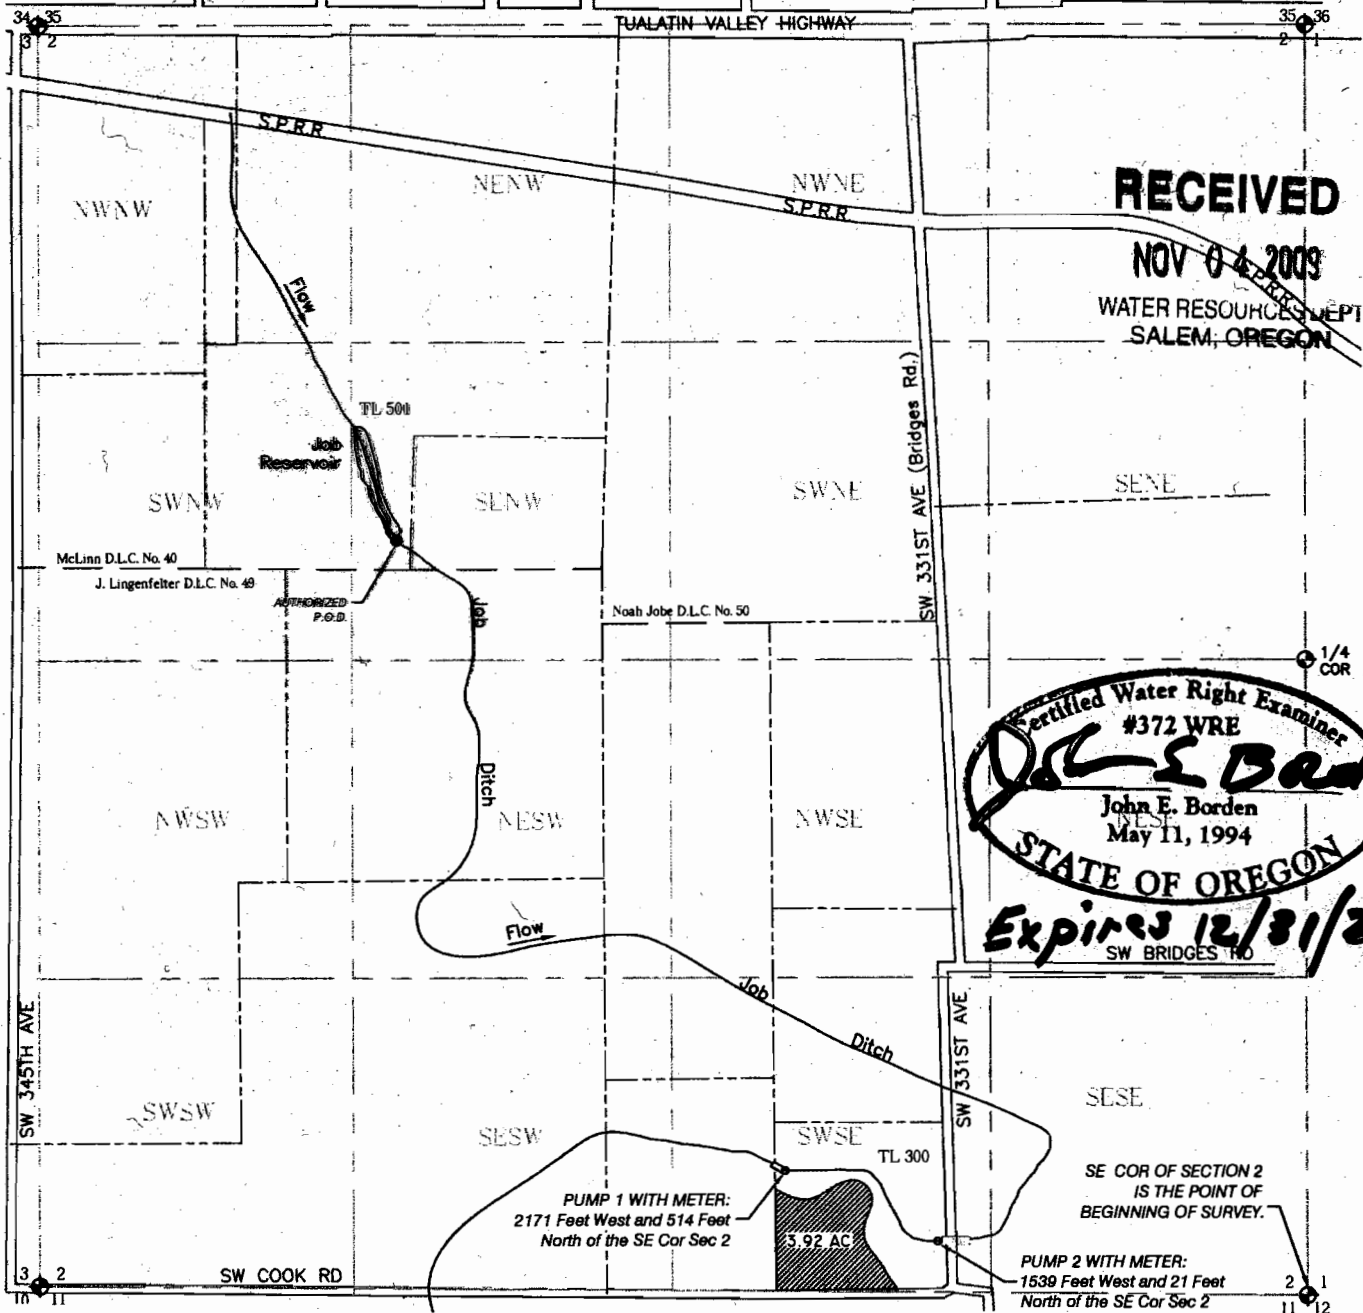 34 35
3 2
TUALATIN VALLEY HIGHWAY
35 36
2 1
S.P.R.R
NWNW
NENW
NWNE
S.P.R.R
RECEIVED
NOV 04 2009
S.P.R.R
WATER RESOURCES DEPT
SALEM, OREGON
Flow
TL 501
Job
Reservoir
SWNW
SENW
SWNE
SW 331ST AVE (Bridges Rd.)
SENE
McLinn D.L.C. No. 40
J. Lingenfelter D.L.C. No. 49
AUTHORIZED
P.O.D.
Job
Noah Jobe D.L.C. No. 50
1/4
COR
Certified Water Right Examiner
#372 WRE
John E. Borden
NESE
May 11, 1994
STATE OF OREGON
Expires 12/31/2
SW BRIDGES RD
Ditch
NWSW
NESW
NWSE
Flow
Job
Ditch
SW 345TH AVE
SW 331ST AVE
SWSW
SESW
SWSE
SESE
TL 300
PUMP 1 WITH METER:
2171 Feet West and 514 Feet
North of the SE Cor Sec 2
3.92 AC
SE COR OF SECTION 2
IS THE POINT OF
BEGINNING OF SURVEY.
PUMP 2 WITH METER:
1539 Feet West and 21 Feet
North of the SE Cor Sec 2
SW COOK RD
3 2
10 11
2 1
11 12